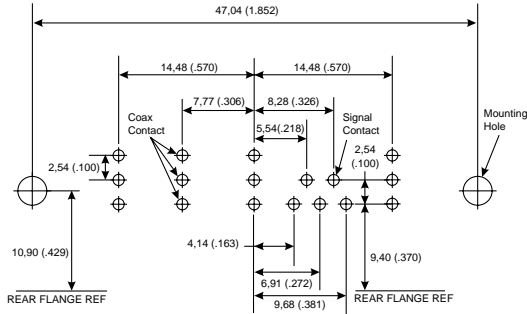 47,04 (1.852)
14,48 (.570)
14,48 (.570)
7,77 (.306)
8,28 (.326)
Mounting
Hole
Coax
Contact
5,54(.218)
Signal
Contact
2,54
(.100)
2,54
(.100)
10,90 (.429)
4,14 (.163)
9,40 (.370)
6,91 (.272)
REAR FLANGE REF
REAR FLANGE REF
9,68 (.381)